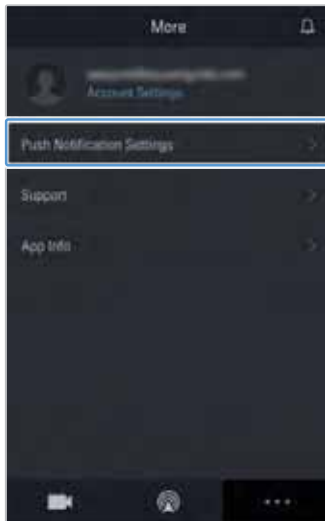 More
Account Settings
Push Notification Settings
Support
App Info